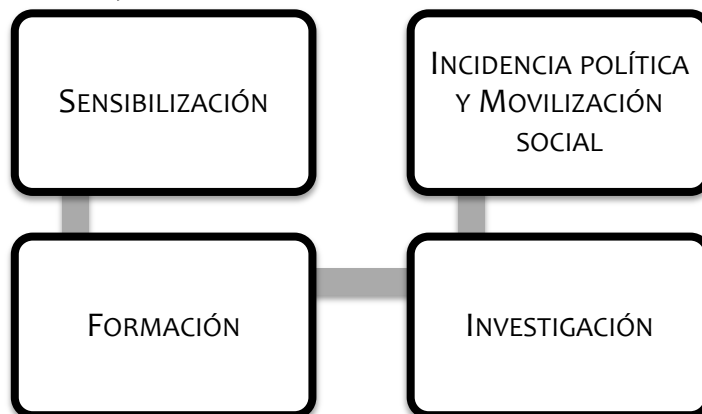 SENSIBILIZACIÓN
INCIDENCIA POLÍTICA
Y MOVILIZACIÓN
SOCIAL
FORMACIÓN
INVESTIGACIÓN